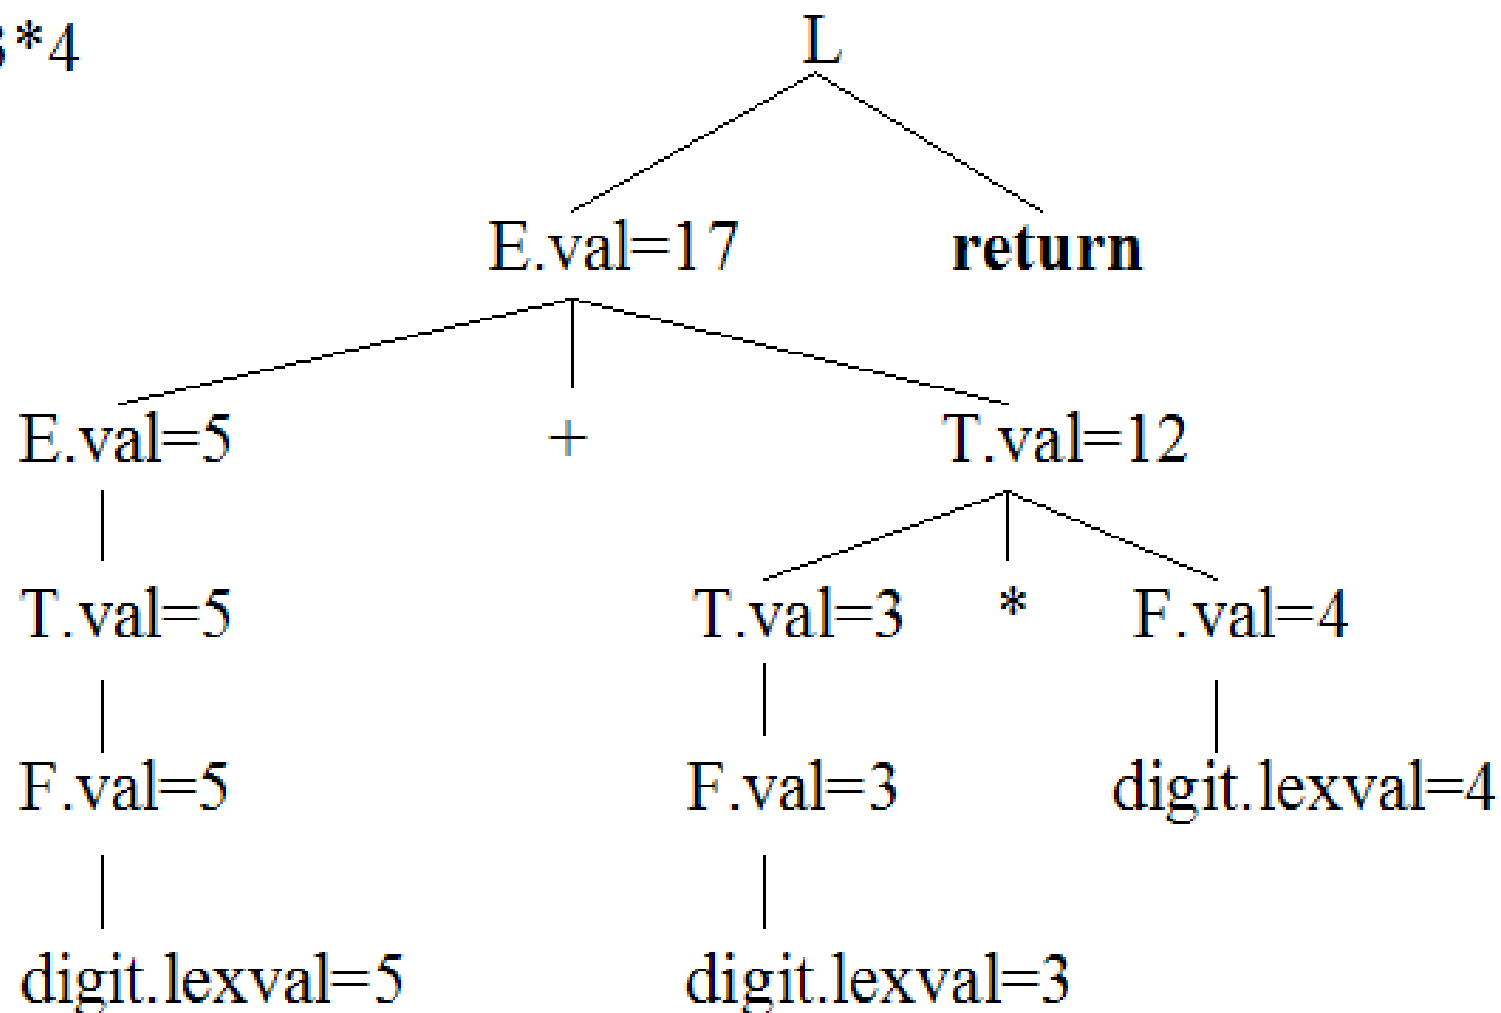 3*4
L
E.val=17 return
E.val=5 + T.val=12
T.val=5 T.val=3 * F.val=4
F.val=5 F.val=3 digit.lexval=4
digit.lexval=5 digit.lexval=3